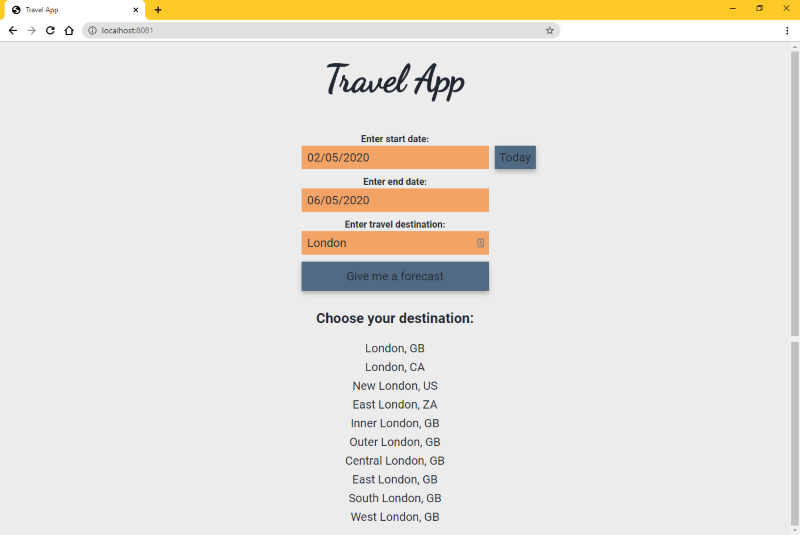 Travel App
localhost:8081
Travel App
Enter start date:
02/05/2020
Today
Enter end date:
06/05/2020
Enter travel destination:
London
Give me a forecast
Choose your destination:
London, GB
London, CA
New London, US
East London, ZA
Inner London, GB
Outer London, GB
Central London, GB
East London, GB
South London, GB
West London, GB